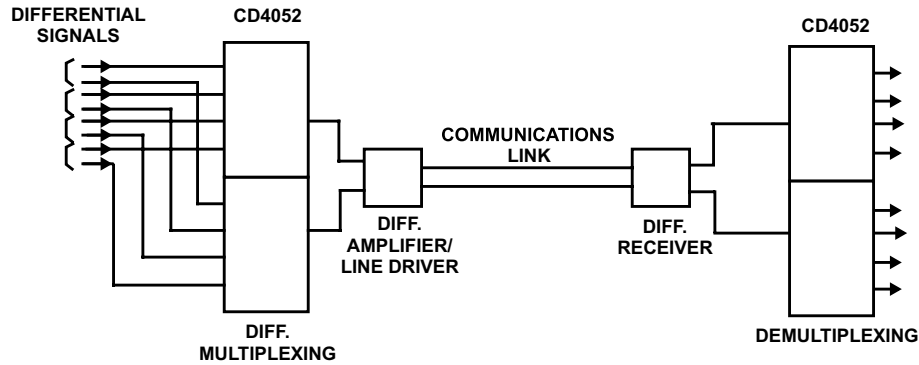 DIFFERENTIAL
SIGNALS
CD4052
CD4052
COMMUNICATIONS
LINK
DIFF.
AMPLIFIER/
LINE DRIVER
DIFF.
RECEIVER
DIFF.
MULTIPLEXING
DEMULTIPLEXING